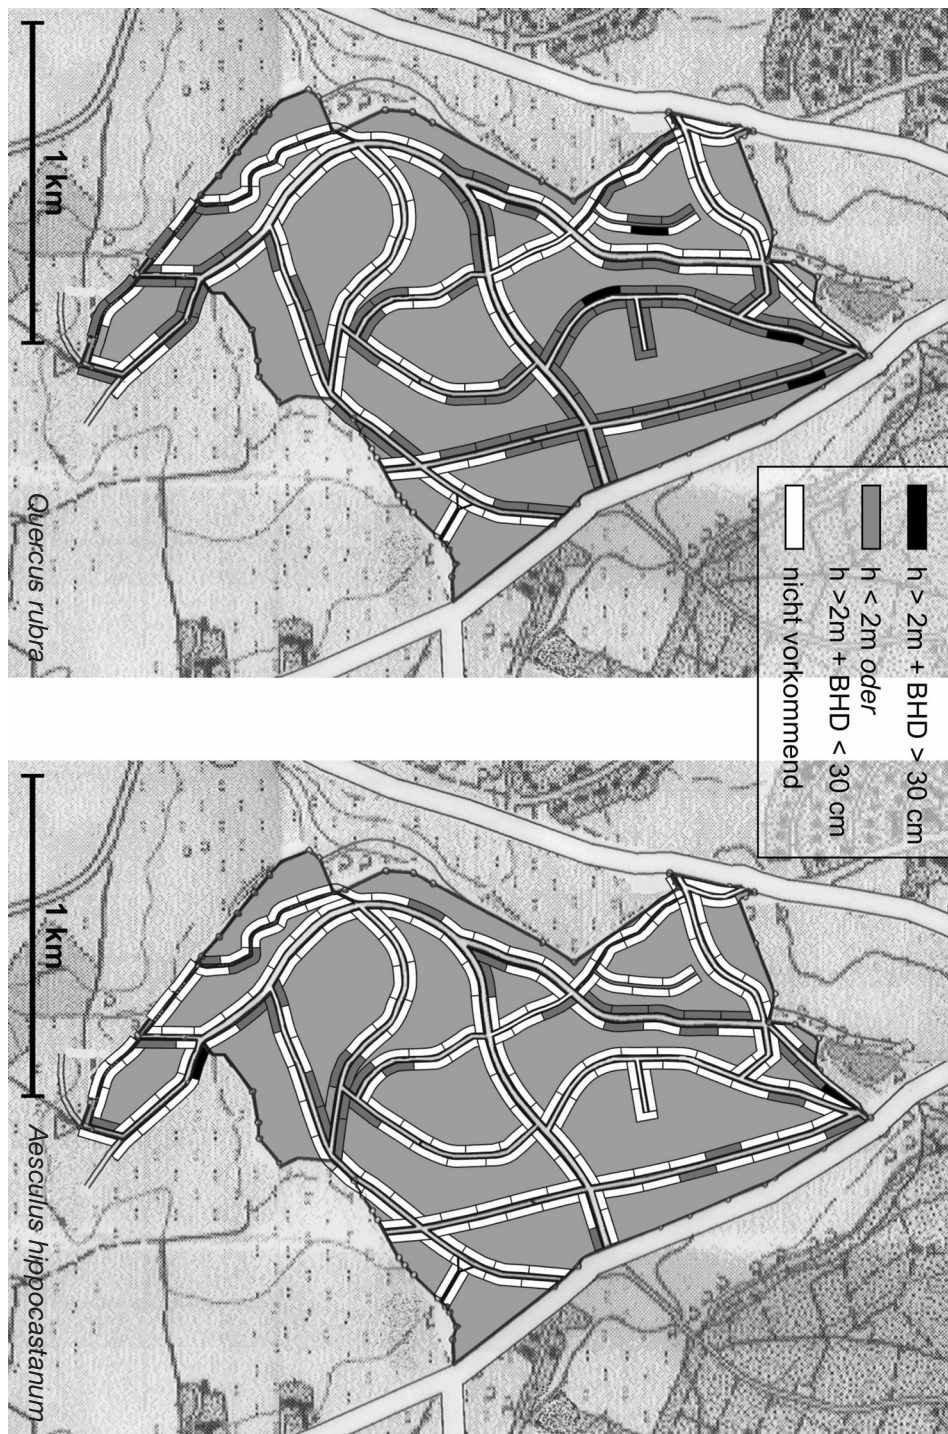 h > 2m + BHD > 30 cm
h < 2m oder
h >2m + BHD < 30 cm
nicht vorkommend
1 km
Quercus rubra
1 km
Aesculus hippocastanum